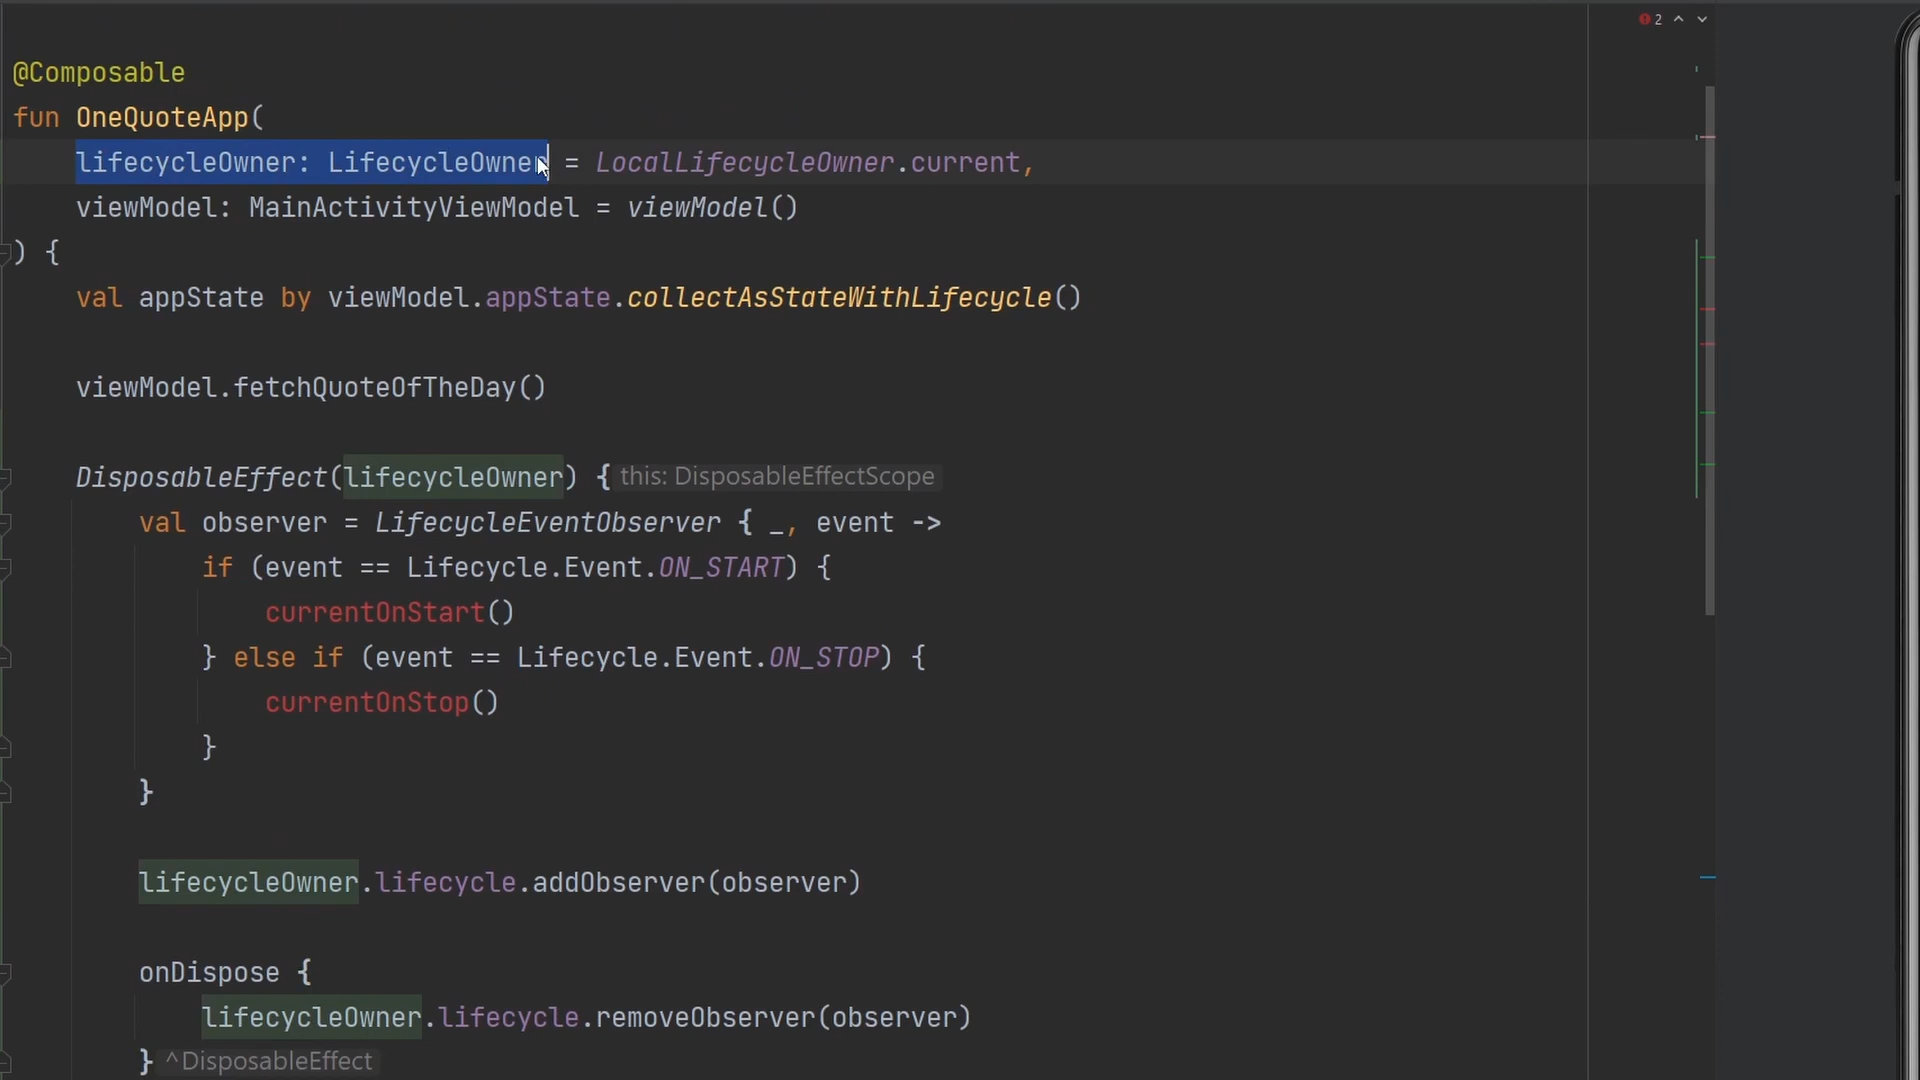 2
@Composable
fun OneQuoteApp(
lifecycleOwner: LifecycleOwner = LocalLifecycleOwner.current,
viewModel: MainActivityViewModel = viewModel()
) {
val appState by viewModel.appState.collectAsStateWithLifecycle()
viewModel.fetchQuoteOfTheDay()
DisposableEffect(lifecycleOwner) { this: DisposableEffectScope
val observer = LifecycleEventObserver { _, event ->
if (event == Lifecycle.Event.ON_START) {
currentOnStart()
} else if (event == Lifecycle.Event.ON_STOP) {
currentOnStop()
}
}
lifecycleOwner.lifecycle.addObserver(observer)
onDispose {
lifecycleOwner.lifecycle.removeObserver(observer)
} ^DisposableEffect